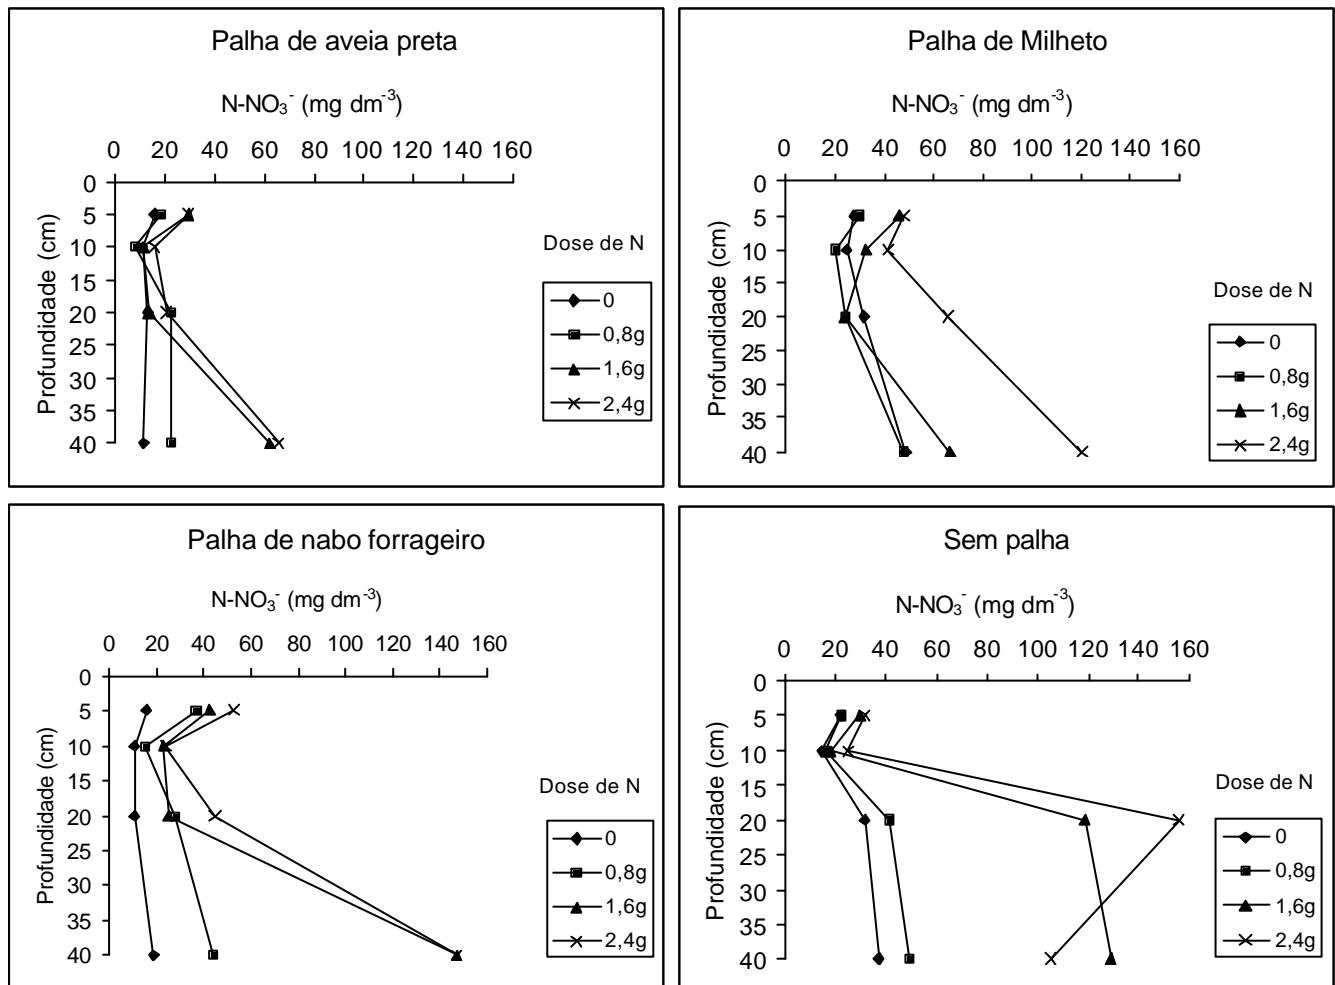 Palha de aveia preta
N-NO₃⁻ (mg dm⁻³)
0 20 40 60 80 100 120 140 160
Profundidade (cm)
0
5
10
15
20
25
30
35
40
Dose de N
0
0,8g
1,6g
2,4g
Palha de Milheto
N-NO₃⁻ (mg dm⁻³)
0 20 40 60 80 100 120 140 160
Profundidade (cm)
0
5
10
15
20
25
30
35
40
Dose de N
0
0,8g
1,6g
2,4g
Palha de nabo forrageiro
N-NO₃⁻ (mg dm⁻³)
0 20 40 60 80 100 120 140 160
Profundidade (cm)
0
5
10
15
20
25
30
35
40
Dose de N
0
0,8g
1,6g
2,4g
Sem palha
N-NO₃⁻ (mg dm⁻³)
0 20 40 60 80 100 120 140 160
Profundidade (cm)
0
5
10
15
20
25
30
35
40
Dose de N
0
0,8g
1,6g
2,4g